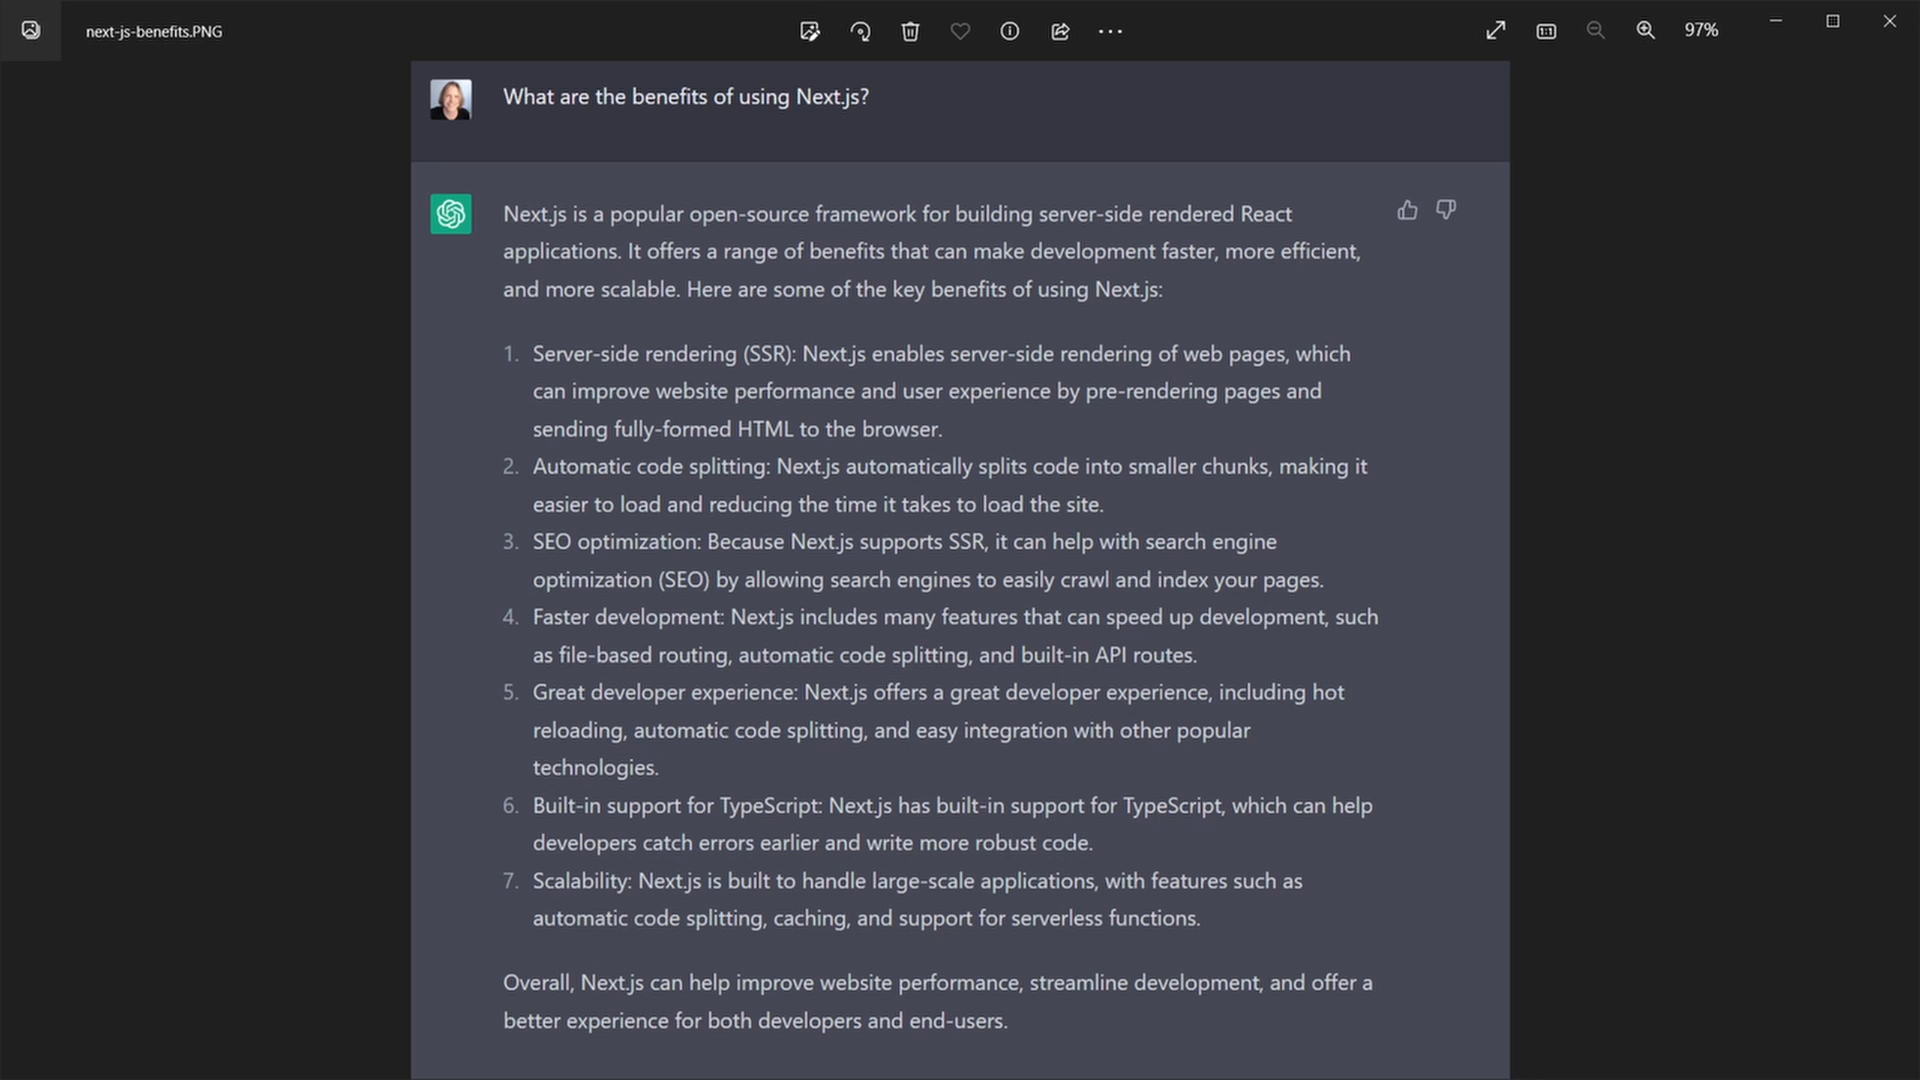 next-js-benefits.PNG
97%
What are the benefits of using Next.js?
Next.js is a popular open-source framework for building server-side rendered React
applications. It offers a range of benefits that can make development faster, more efficient,
and more scalable. Here are some of the key benefits of using Next.js:
1. Server-side rendering (SSR): Next.js enables server-side rendering of web pages, which
can improve website performance and user experience by pre-rendering pages and
sending fully-formed HTML to the browser.
2. Automatic code splitting: Next.js automatically splits code into smaller chunks, making it
easier to load and reducing the time it takes to load the site.
3. SEO optimization: Because Next.js supports SSR, it can help with search engine
optimization (SEO) by allowing search engines to easily crawl and index your pages.
4. Faster development: Next.js includes many features that can speed up development, such
as file-based routing, automatic code splitting, and built-in API routes.
5. Great developer experience: Next.js offers a great developer experience, including hot
reloading, automatic code splitting, and easy integration with other popular
technologies.
6. Built-in support for TypeScript: Next.js has built-in support for TypeScript, which can help
developers catch errors earlier and write more robust code.
7. Scalability: Next.js is built to handle large-scale applications, with features such as
automatic code splitting, caching, and support for serverless functions.
Overall, Next.js can help improve website performance, streamline development, and offer a
better experience for both developers and end-users.